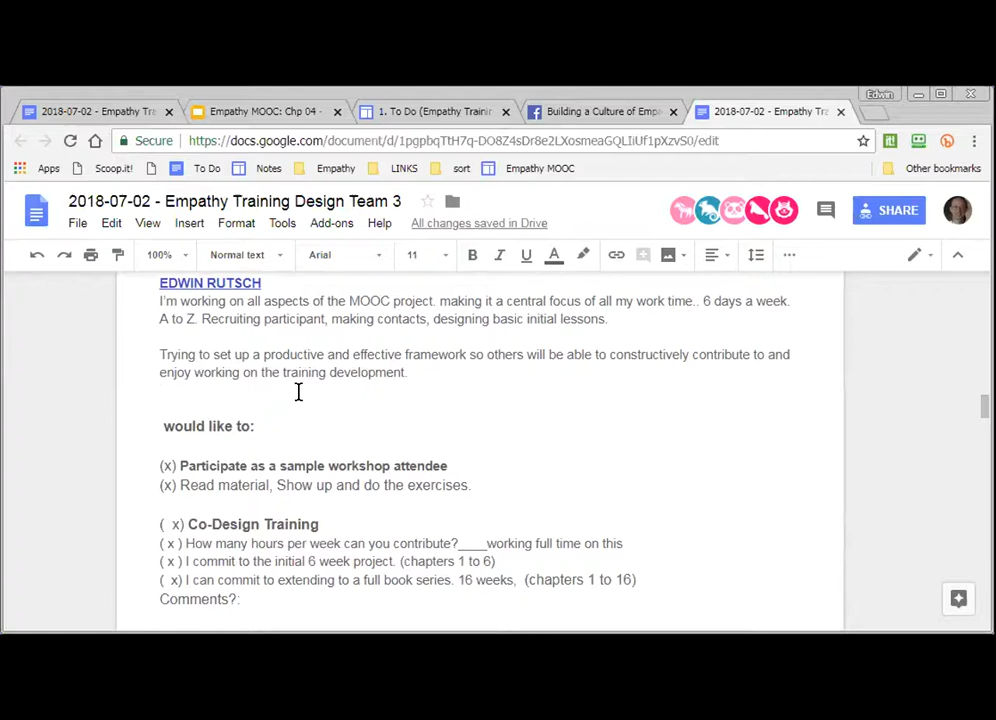 Edwin
2018-07-02 - Empathy Tra
Empathy MOOC: Chp 04 -
1. To Do (Empathy Trainin
Building a Culture of Empa
2018-07-02 - Empathy Tra
Secure https://docs.google.com/document/d/1pgpbqTtH7q-DO8Z4sDr8e2LXosmeaGQLIiUf1pXzvS0/edit
Apps Scoop.it! To Do Notes Empathy LINKS sort Empathy MOOC Other bookmarks
2018-07-02 - Empathy Training Design Team 3
SHARE
File Edit View Insert Format Tools Add-ons Help All changes saved in Drive
100% Normal text Arial 11 B I U A
EDWIN RUTSCH
I'm working on all aspects of the MOOC project. making it a central focus of all my work time.. 6 days a week.
A to Z. Recruiting participant, making contacts, designing basic initial lessons.
Trying to set up a productive and effective framework so others will be able to constructively contribute to and
enjoy working on the training development.
would like to:
(x) Participate as a sample workshop attendee
(x) Read material, Show up and do the exercises.
( x) Co-Design Training
( x ) How many hours per week can you contribute?____working full time on this
( x ) I commit to the initial 6 week project. (chapters 1 to 6)
( x) I can commit to extending to a full book series. 16 weeks, (chapters 1 to 16)
Comments?: